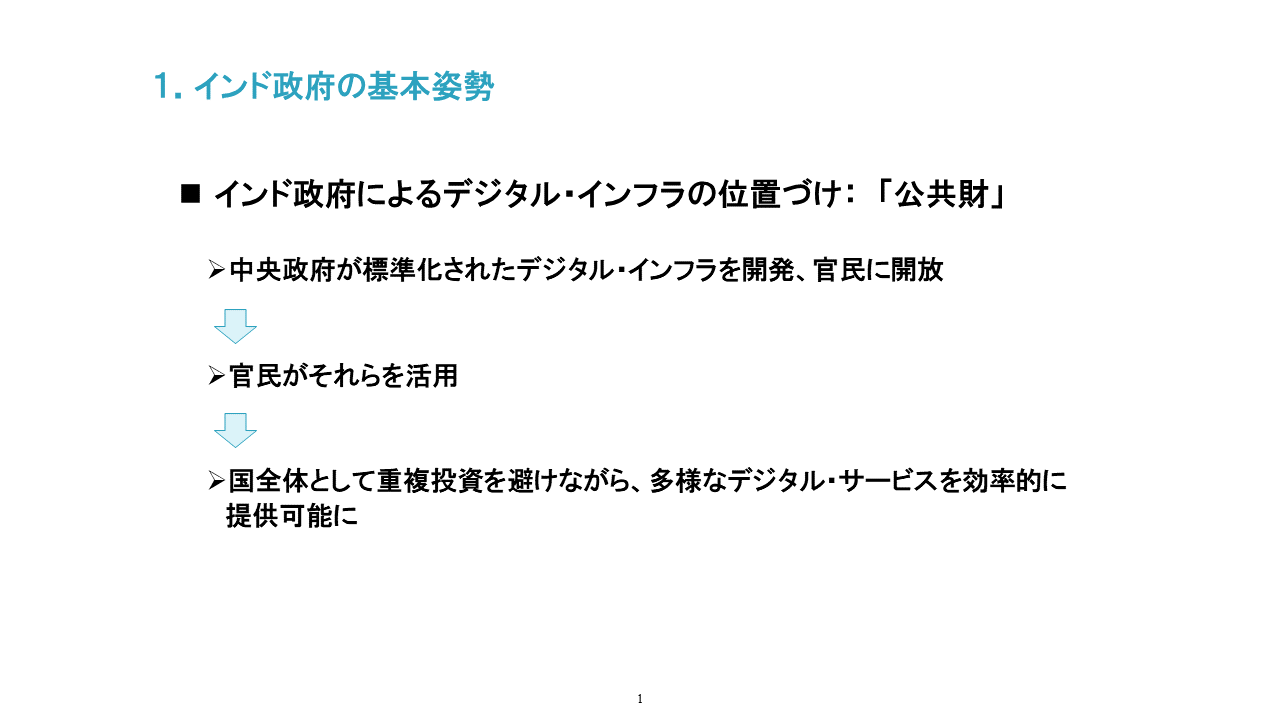 １．インド政府の基本姿勢
■ インド政府によるデジタル・インフラの位置づけ：「公共財」
➢中央政府が標準化されたデジタル・インフラを開発、官民に開放
➢官民がそれらを活用
➢国全体として重複投資を避けながら、多様なデジタル・サービスを効率的に
提供可能に
1